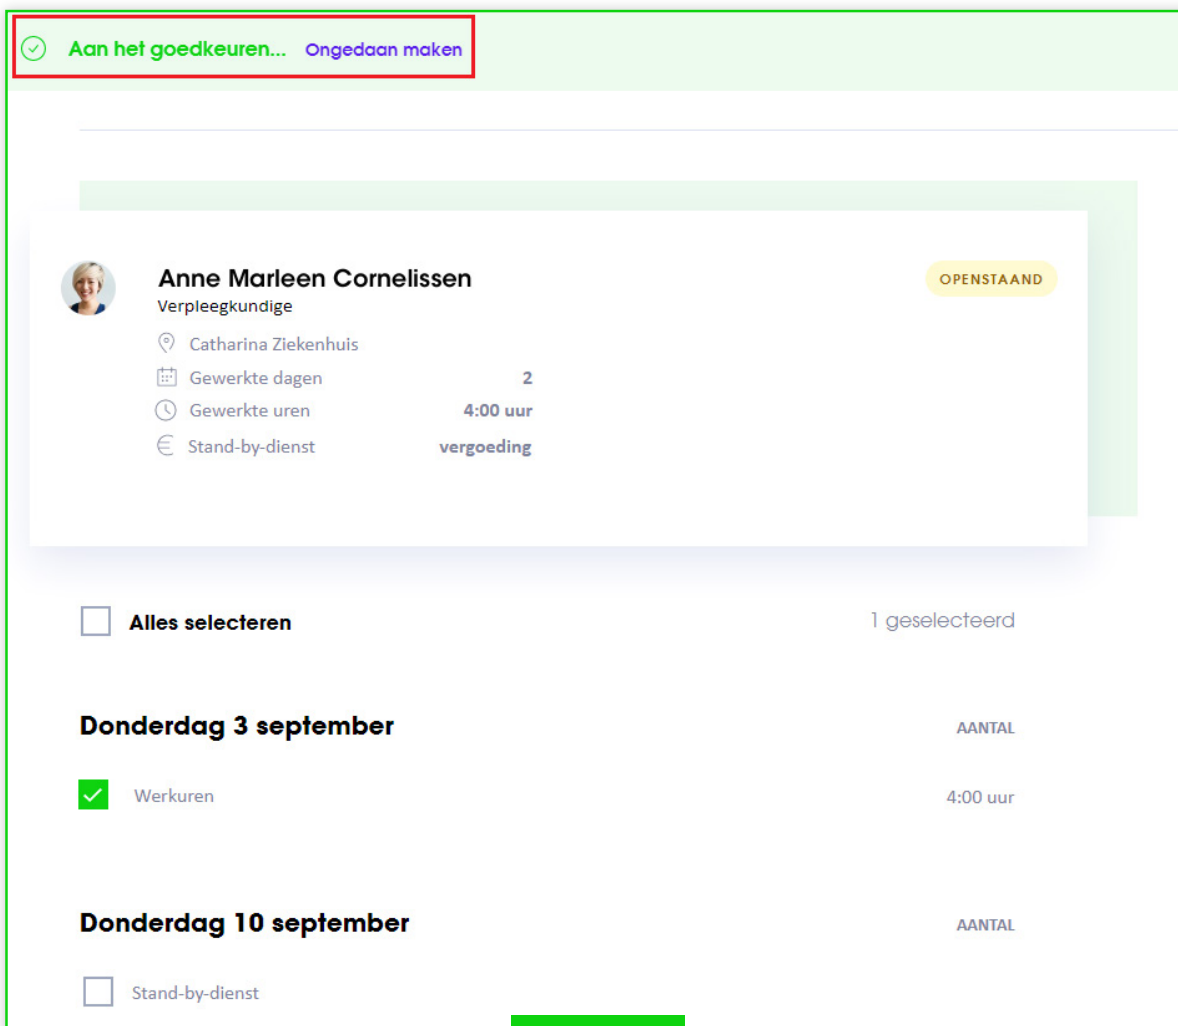 Aan het goedkeuren... Ongedaan maken
Anne Marleen Cornelissen
OPENSTAAND
Verpleegkundige
Catharina Ziekenhuis
Gewerkte dagen 2
Gewerkte uren 4:00 uur
€ Stand-by-dienst vergoeding
Alles selecteren 1 geselecteerd
Donderdag 3 september AANTAL
Werkuren 4:00 uur
Donderdag 10 september AANTAL
Stand-by-dienst